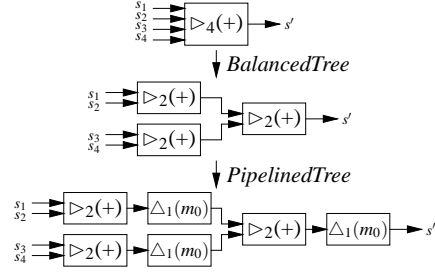 s₁
s₂
s₃
s₄
▷₄(+)
s′
BalancedTree
s₁
s₂
▷₂(+)
s₃
s₄
▷₂(+)
▷₂(+)
s′
PipelinedTree
s₁
s₂
▷₂(+)
△₁(m₀)
s₃
s₄
▷₂(+)
△₁(m₀)
▷₂(+)
△₁(m₀)
s′